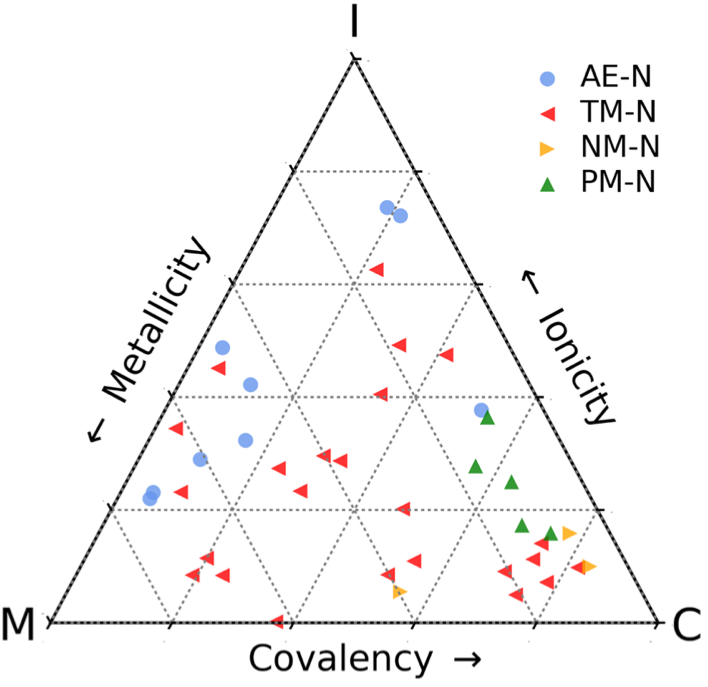 I
AE-N
TM-N
NM-N
PM-N
← Metallicity
← Ionicity
M
C
Covalency →